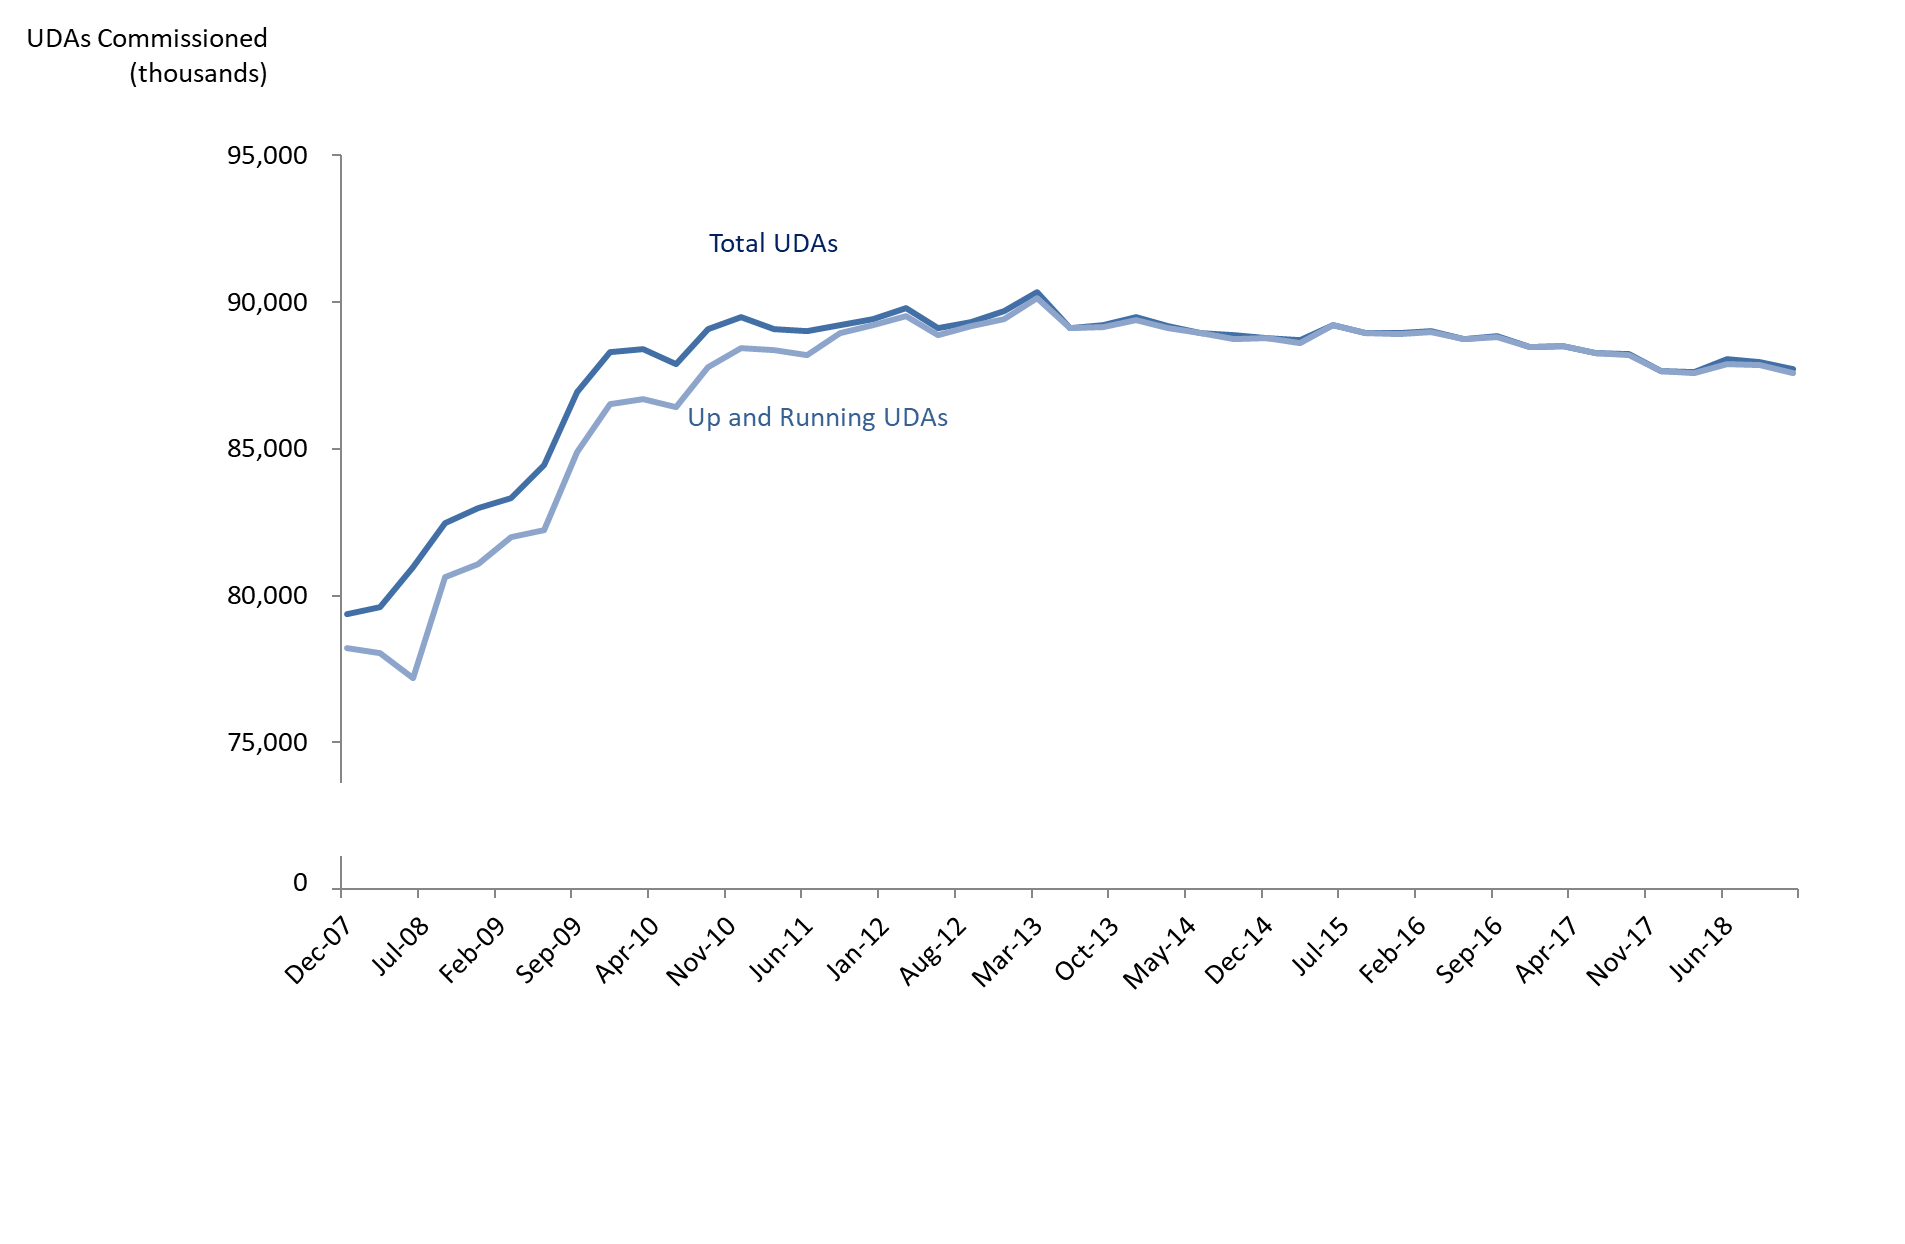 UDAs Commissioned
(thousands)
95,000
Total UDAs
90,000
Up and Running UDAs
85,000
80,000
75,000
0
Dec-07
Jul-08
Feb-09
Sep-09
Apr-10
Nov-10
Jun-11
Jan-12
Aug-12
Mar-13
Oct-13
May-14
Dec-14
Jul-15
Feb-16
Sep-16
Apr-17
Nov-17
Jun-18